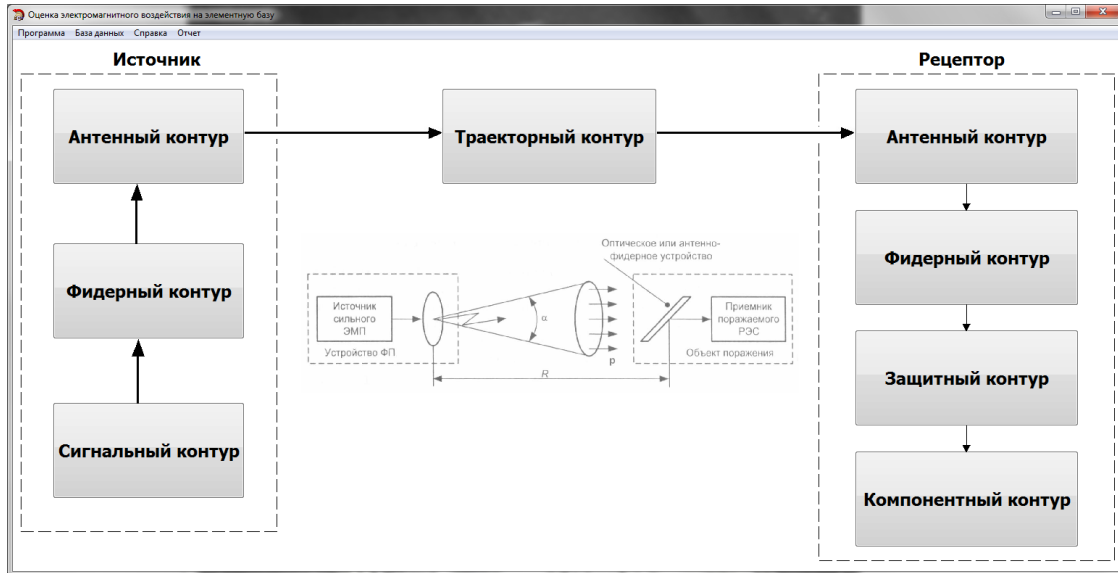 Оценка электромагнитного воздействия на элементную базу
Программа База данных Справка Отчет
Источник
Рецептор
Антенный контур
Траекторный контур
Антенный контур
Фидерный контур
Фидерный контур
Сигнальный контур
Защитный контур
Компонентный контур
Оптическое или антенно-
фидерное устройство
Источник
сильного
ЭМП
Устройство ФП
α
P
R
Приемник
поражаемого
РЭС
Объект поражения